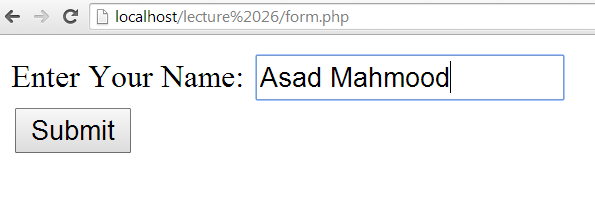 localhost/lecture%2026/form.php
Enter Your Name: Asad Mahmood
Submit